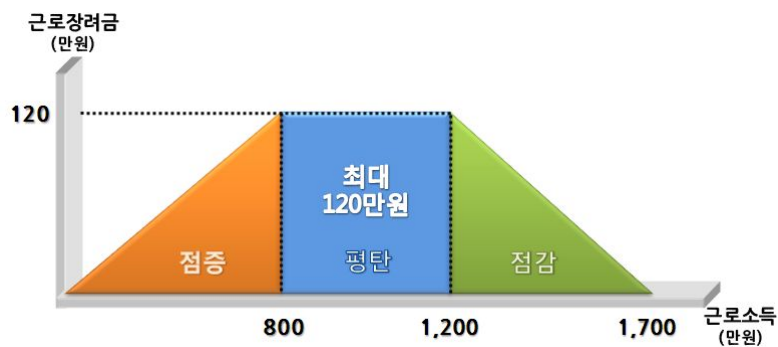 근로장려금
(만원)
120
최대
120만원
점증
평탄
점감
800
1,200
1,700
근로소득
(만원)